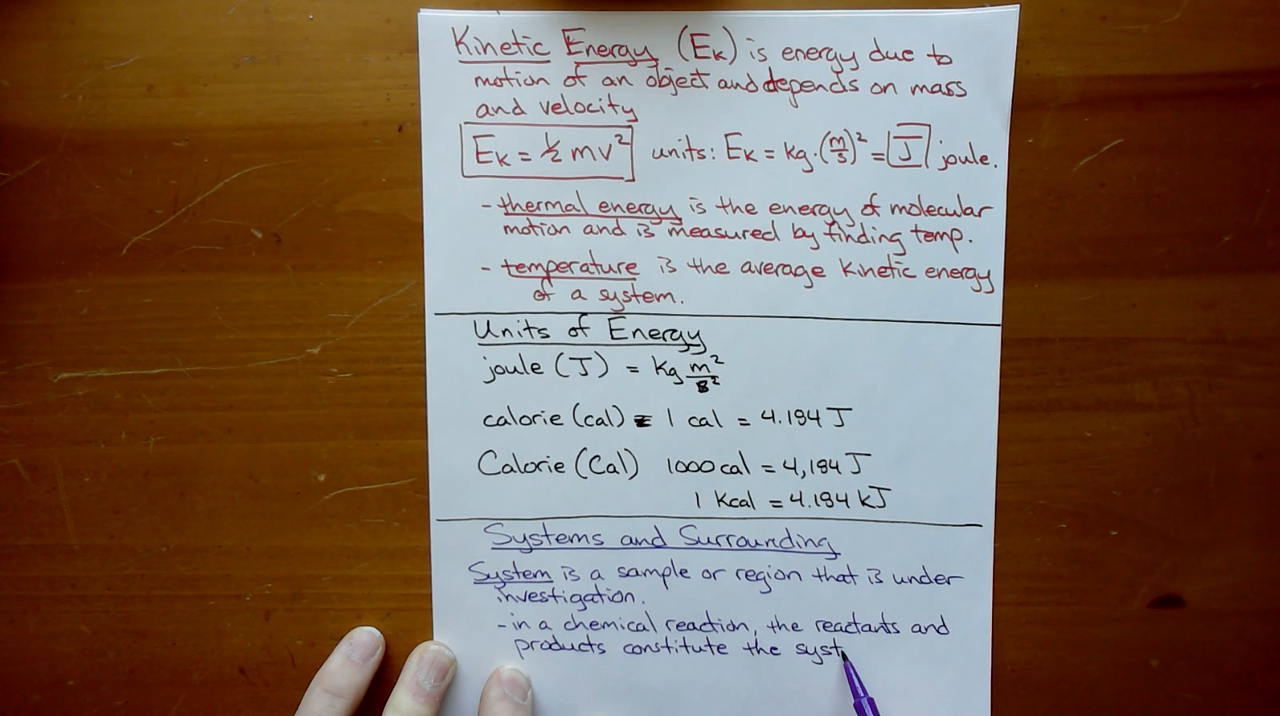 Kinetic Energy (Ek) is energy due to
motion of an object and depends on mass
and velocity
Ek = ½ mv² units: Ek = kg·(m/s)² = J joule.
- thermal energy is the energy of molecular
motion and is measured by finding temp.
- temperature is the average kinetic energy
of a system.
Units of Energy
joule (J) = kg m²/s²
calorie (cal) = 1 cal = 4.184 J
Calorie (Cal) 1000 cal = 4,184 J
1 Kcal = 4.184 kJ
Systems and Surrounding
System is a sample or region that is under
investigation.
- in a chemical reaction, the reactants and
products constitute the syst